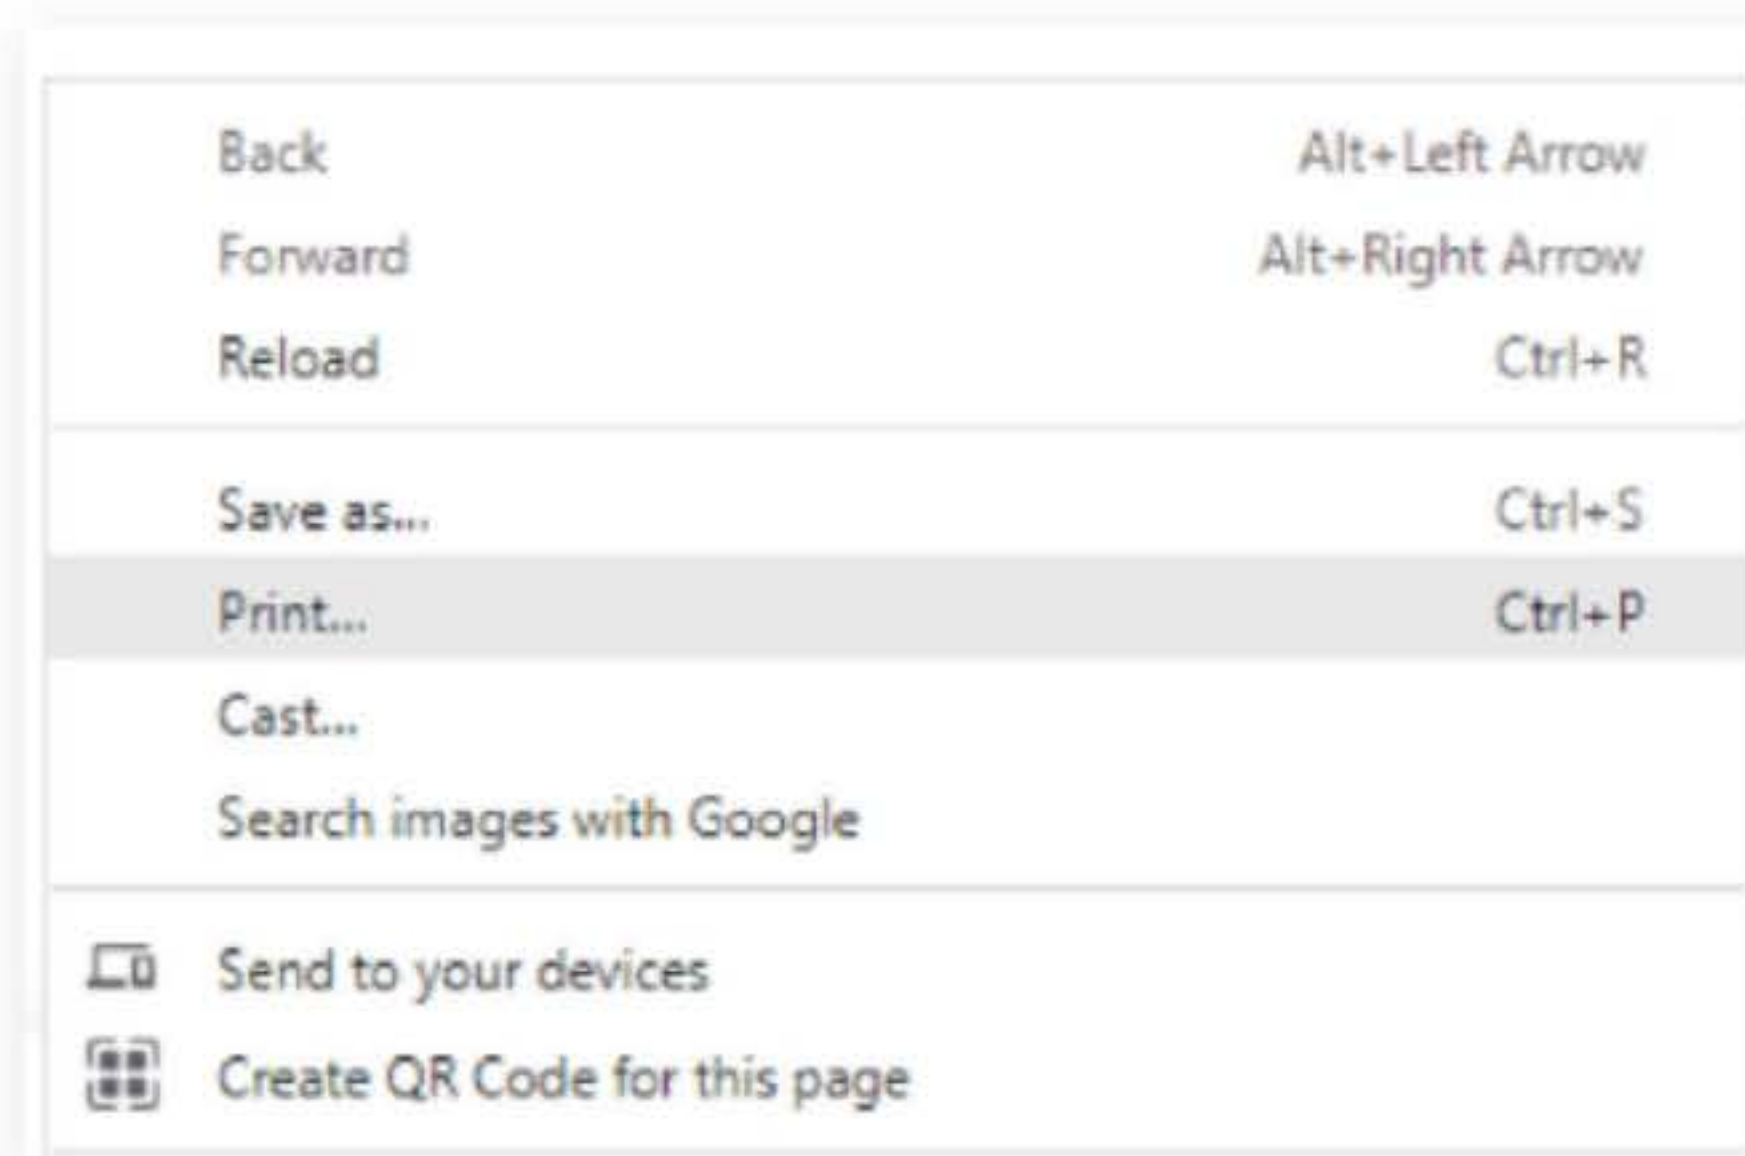 Back Alt+Left Arrow
Forward Alt+Right Arrow
Reload Ctrl+R
Save as... Ctrl+S
Print... Ctrl+P
Cast...
Search images with Google
Send to your devices
Create QR Code for this page